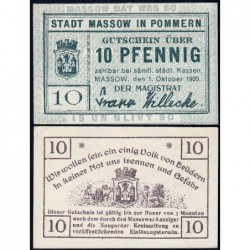 MASSOW DAT WRS SO
STADT MASSOW IN POMMERN
GUTSCHEIN ÜBER
10 PFENNIG
zahlbar bei sämtl. städt. Kassen
MASSOW, den 1. Oktober 1920.
DER MAGISTRAT
10
IS UN BLIVT SO
Wir wollen sein ein einig Volk von Brüdern
In keiner Not uns trennen und Gefahr
10 10
10 10
Dieser Gutschein ist gültig bis zur Dauer von 3 Monaten
nach der durch den Massower Anzeiger
und die Naugarder Kreiszeitung zu
veröffentlichenden Einlösungstermin.